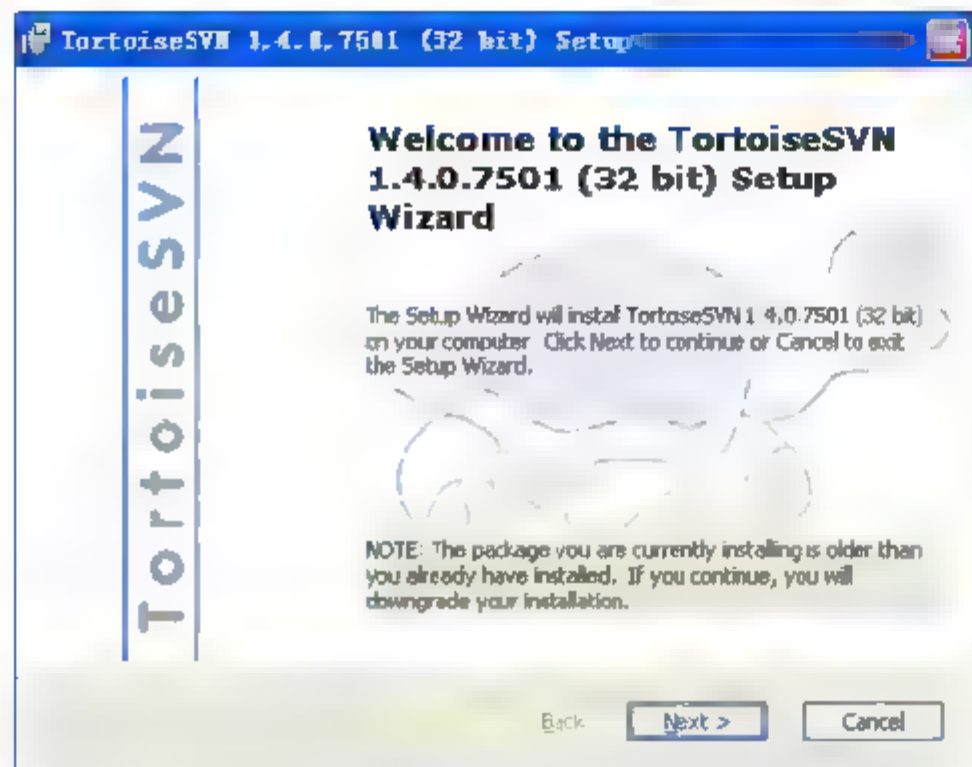 TortoiseSVN 1.4.0.7501 (32 bit) Setup
TortoiseSVN
Welcome to the TortoiseSVN
1.4.0.7501 (32 bit) Setup
Wizard
The Setup Wizard will install TortoiseSVN 1.4.0.7501 (32 bit)
on your computer. Click Next to continue or Cancel to exit
the Setup Wizard.
NOTE: The package you are currently installing is older than
you already have installed. If you continue, you will
downgrade your installation.
Back
Next >
Cancel